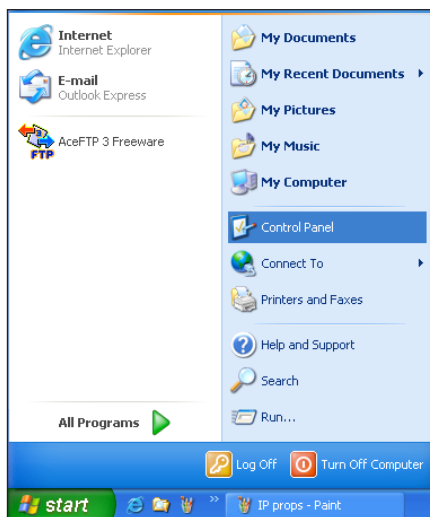 Internet
Internet Explorer
E-mail
Outlook Express
FTP
AceFTP 3 Freeware
All Programs
My Documents
My Recent Documents
My Pictures
My Music
My Computer
Control Panel
Connect To
Printers and Faxes
Help and Support
Search
Run...
Log Off
Turn Off Computer
start
IP props - Paint